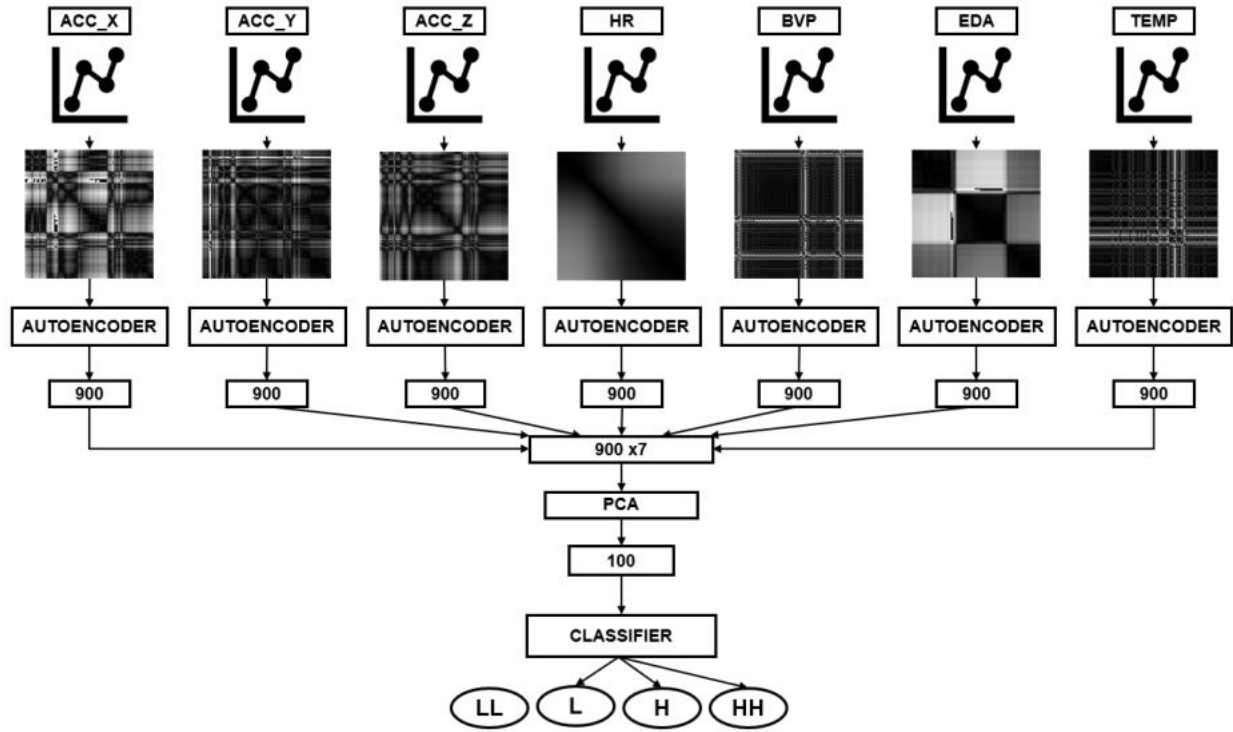 ACC_X ACC_Y ACC_Z HR BVP EDA TEMP
AUTOENCODER AUTOENCODER AUTOENCODER AUTOENCODER AUTOENCODER AUTOENCODER AUTOENCODER
900 900 900 900 900 900 900
900 x7
PCA
100
CLASSIFIER
LL L H HH